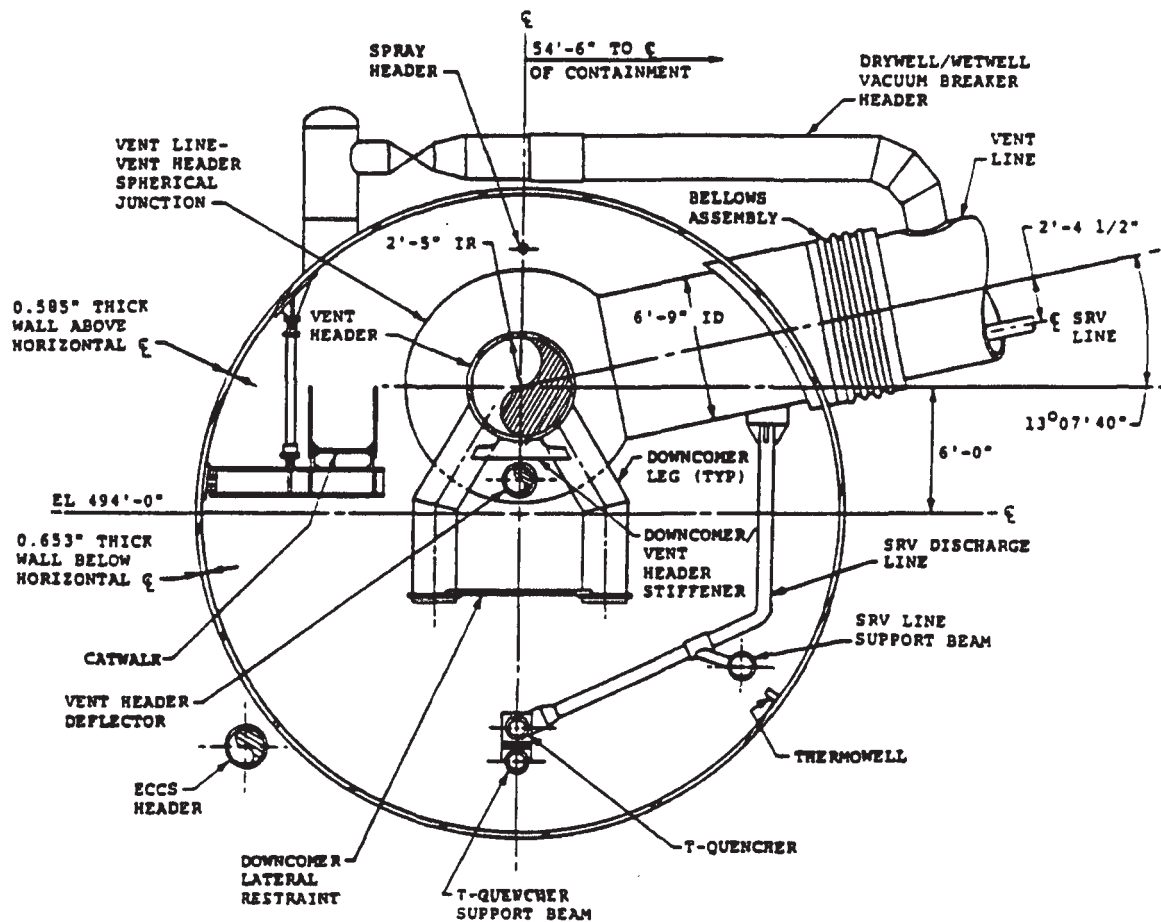 ℄
SPRAY
HEADER
54'-6" TO ℄
OF CONTAINMENT
DRYWELL/WETWELL
VACUUM BREAKER
HEADER
VENT LINE-
VENT HEADER
SPHERICAL
JUNCTION
VENT
LINE
BELLOWS
ASSEMBLY
2'-5" IR
2'-4 1/2"
0.585" THICK
WALL ABOVE
HORIZONTAL ℄
VENT
HEADER
6'-9" ID
℄ SRV
LINE
13°07'40"
6'-0"
DOWNCOMER
LEG (TYP)
EL 494'-0"
℄
0.653" THICK
WALL BELOW
HORIZONTAL ℄
DOWNCOMER/
VENT
HEADER
STIFFENER
SRV DISCHARGE
LINE
SRV LINE
SUPPORT BEAM
CATWALK
VENT HEADER
DEFLECTOR
THERMOWELL
ECCS
HEADER
T-QUENCHER
DOWNCOMER
LATERAL
RESTRAINT
T-QUENCHER
SUPPORT BEAM